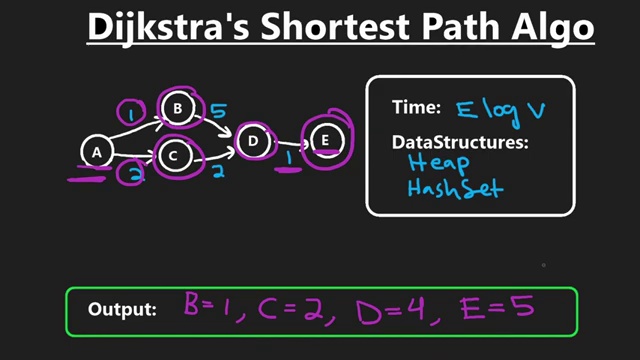 Dijkstra's Shortest Path Algo
1 B 5
A C D E
2 2 1
Time: E log V
DataStructures:
Heap
HashSet
Output: B=1, C=2, D=4, E=5